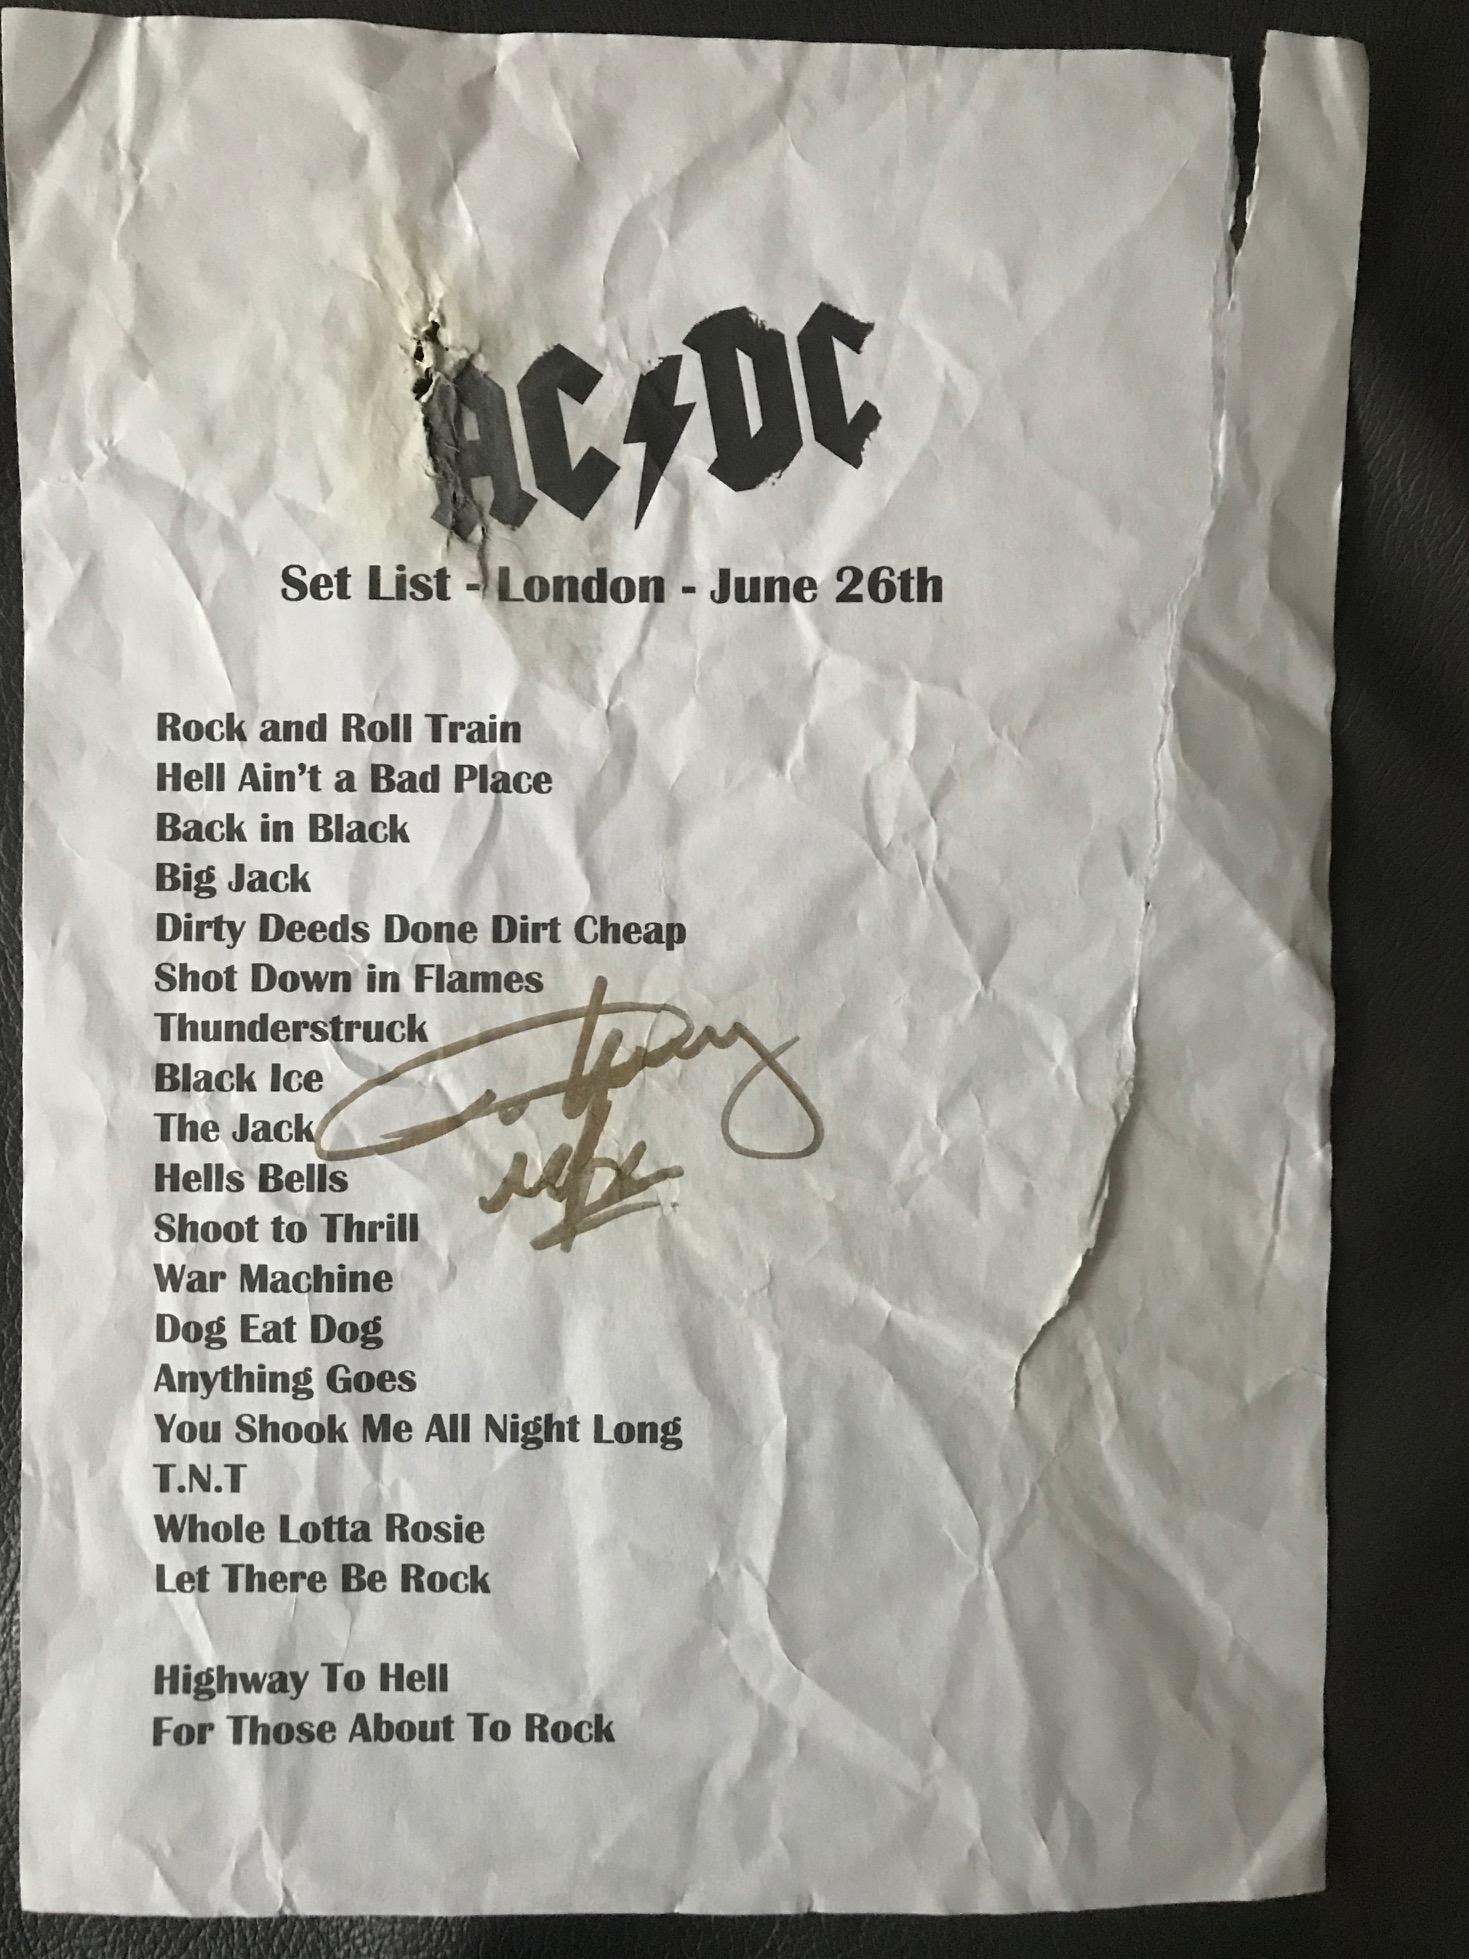 AC⚡DC
Set List - London - June 26th
Rock and Roll Train
Hell Ain't a Bad Place
Back in Black
Big Jack
Dirty Deeds Done Dirt Cheap
Shot Down in Flames
Thunderstruck
Black Ice
The Jack
Hells Bells
Shoot to Thrill
War Machine
Dog Eat Dog
Anything Goes
You Shook Me All Night Long
T.N.T
Whole Lotta Rosie
Let There Be Rock
Highway To Hell
For Those About To Rock